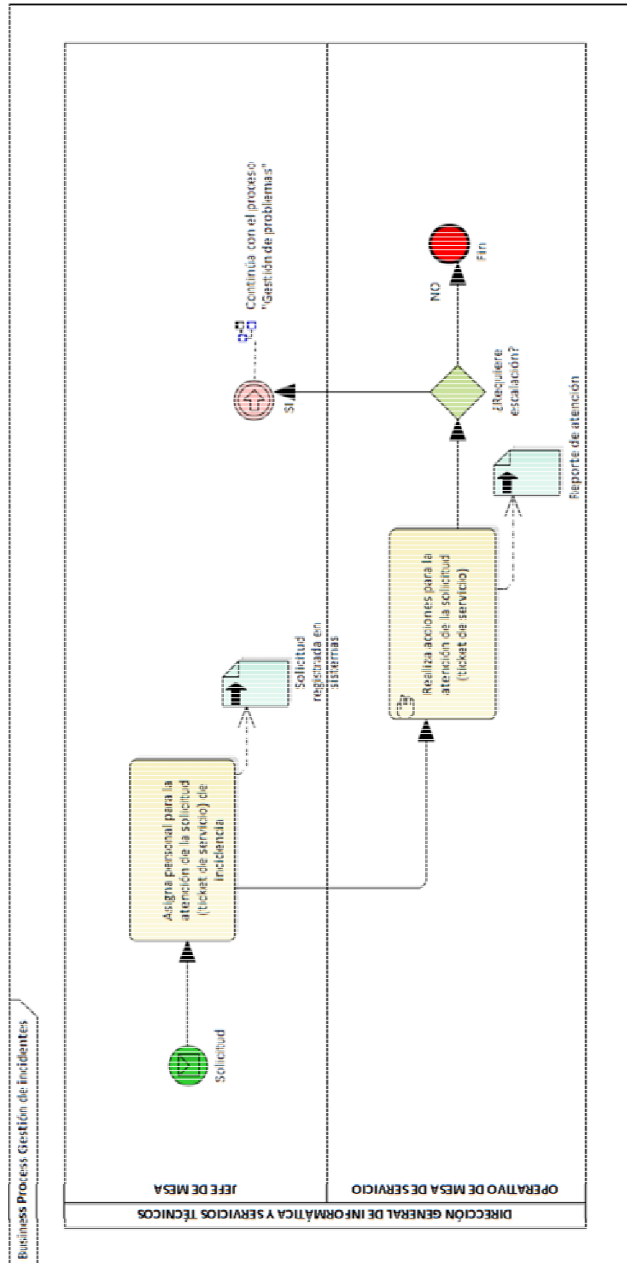 Business Process Gestión de incidentes
DIRECCIÓN GENERAL DE INFORMÁTICA Y SERVICIOS TÉCNICOS
JEFE DE MESA
OPERATIVO DE MESA DE SERVICIO
Solicitud
Asigna personal para la
atención de la solicitud
(ticket de servicio) de
incidencia
Solicitud
registrada en
sistemas
Realiza acciones para la
atención de la solicitud
(ticket de servicio)
Reporte de atención
¿Requiere
escalación?
SI
NO
Continúa con el proceso
"Gestión de problemas"
Fin